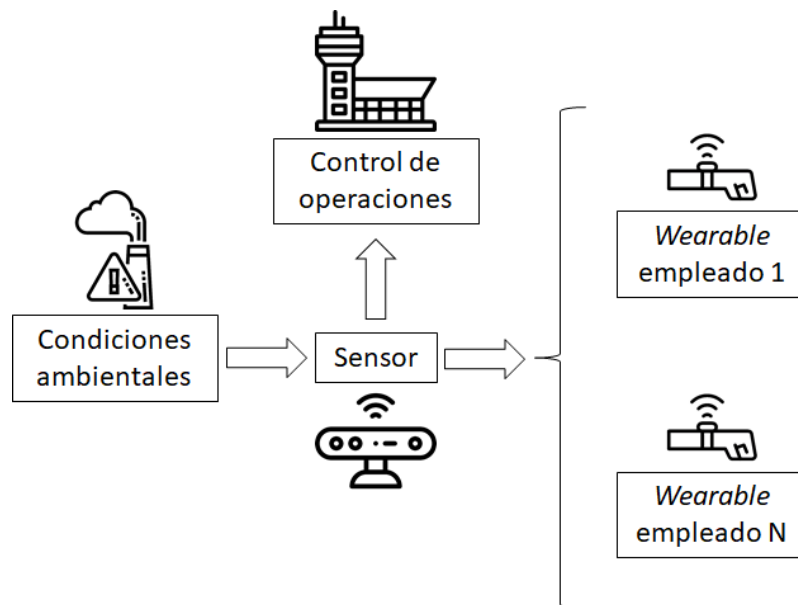 Control de
operaciones
Condiciones
ambientales
Sensor
Wearable
empleado 1
Wearable
empleado N